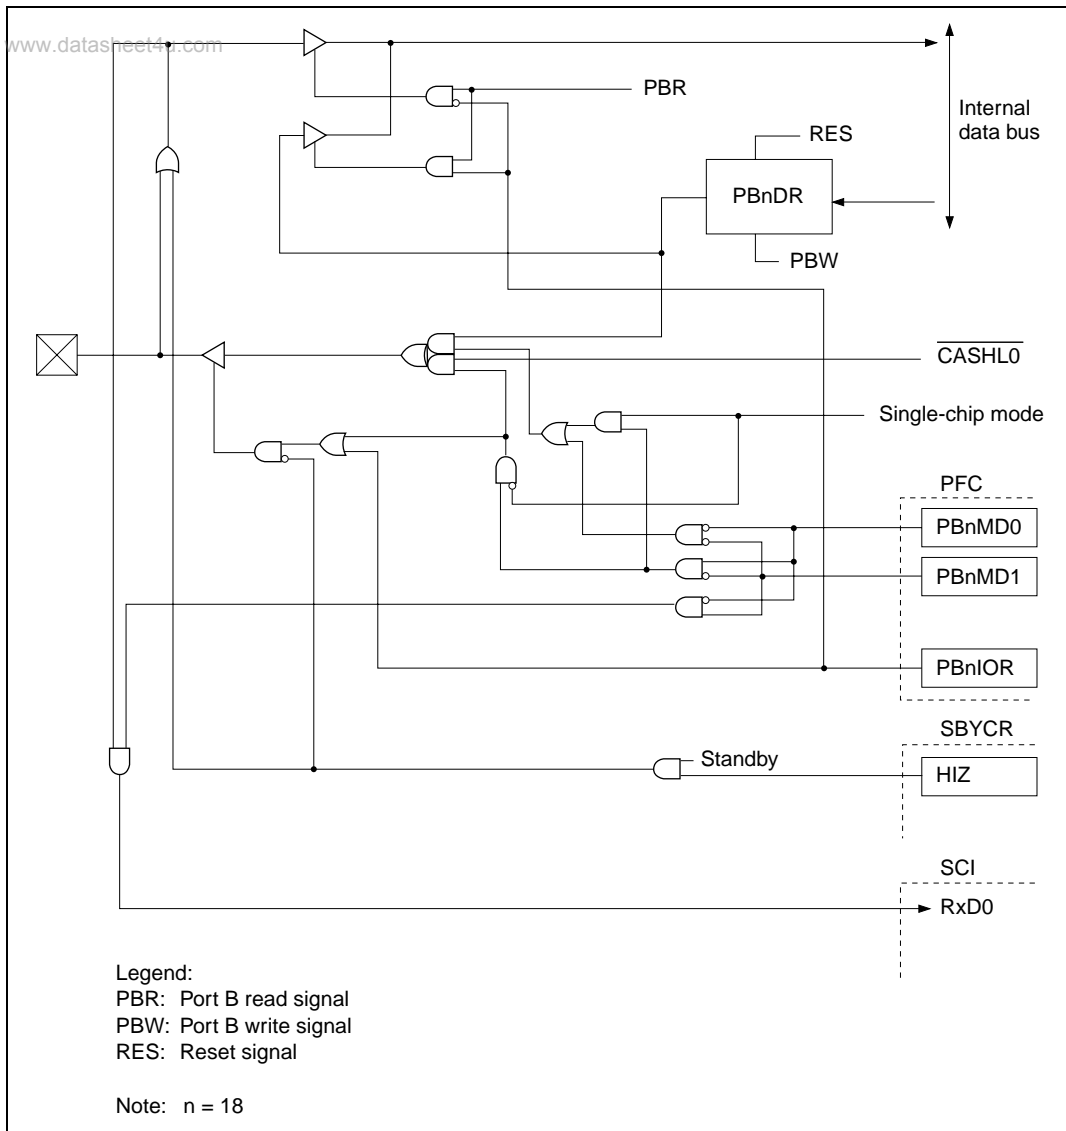 www.datasheet4u.com
PBR
Internal
data bus
RES
PBnDR
PBW
CASHL0
Single-chip mode
PFC
PBnMD0
PBnMD1
PBnIOR
SBYCR
Standby
HIZ
SCI
RxD0
Legend:
PBR: Port B read signal
PBW: Port B write signal
RES: Reset signal
Note: n = 18